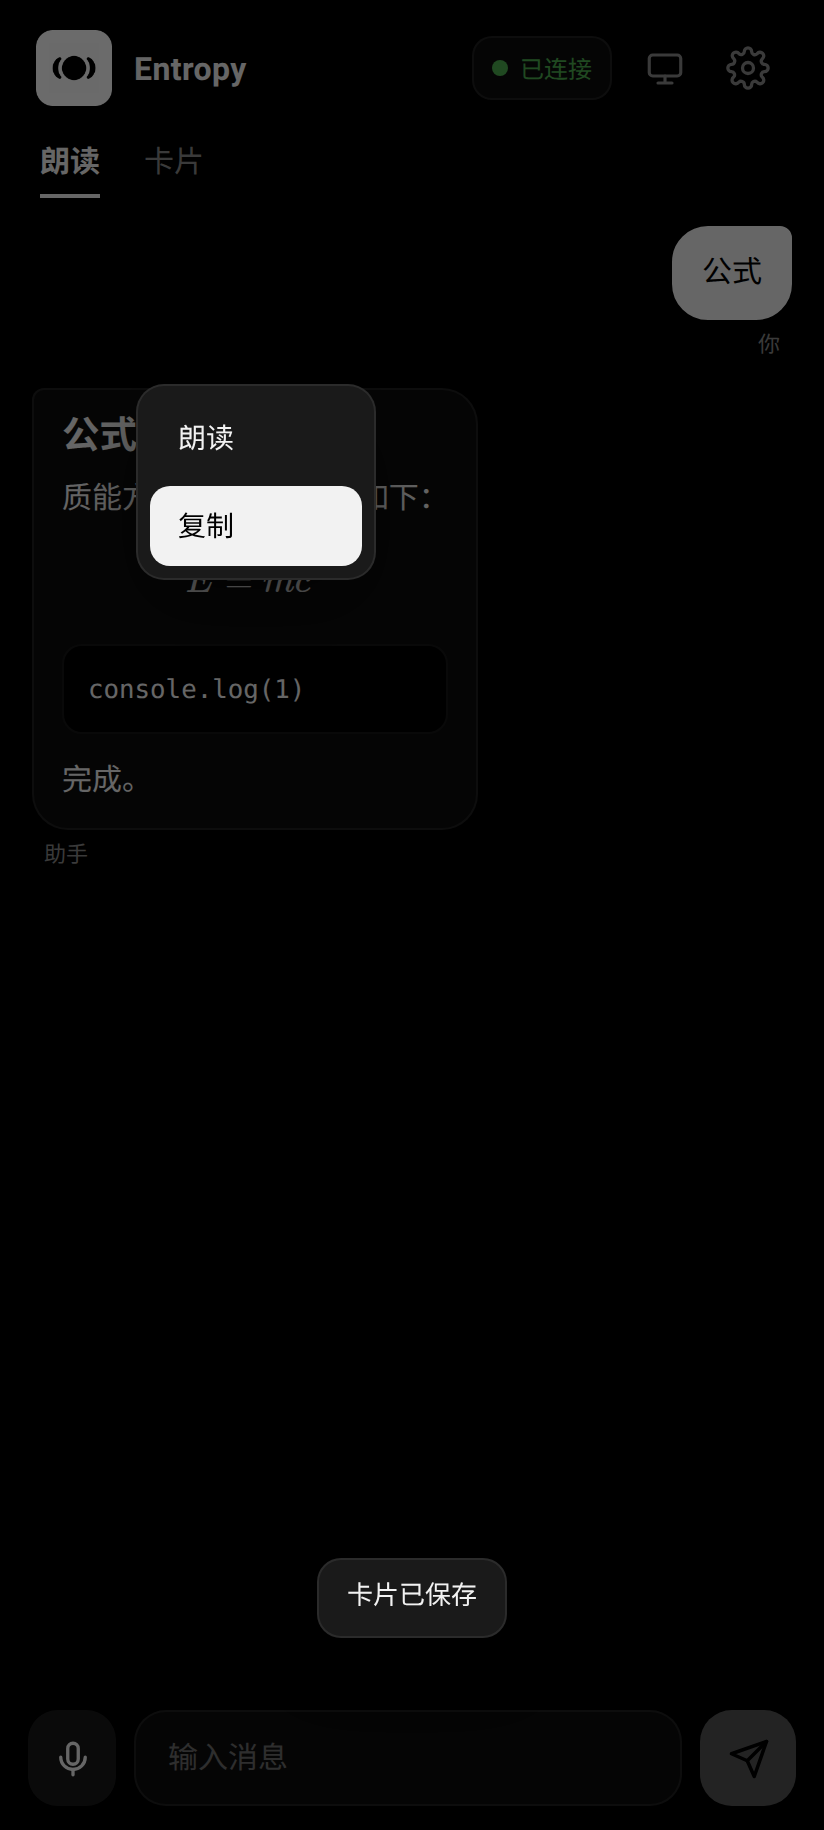 Entropy
已连接
朗读
卡片
公式
你
公式
朗读
质能
如下：
复制
E = mc
console.log(1)
完成。
助手
卡片已保存
输入消息